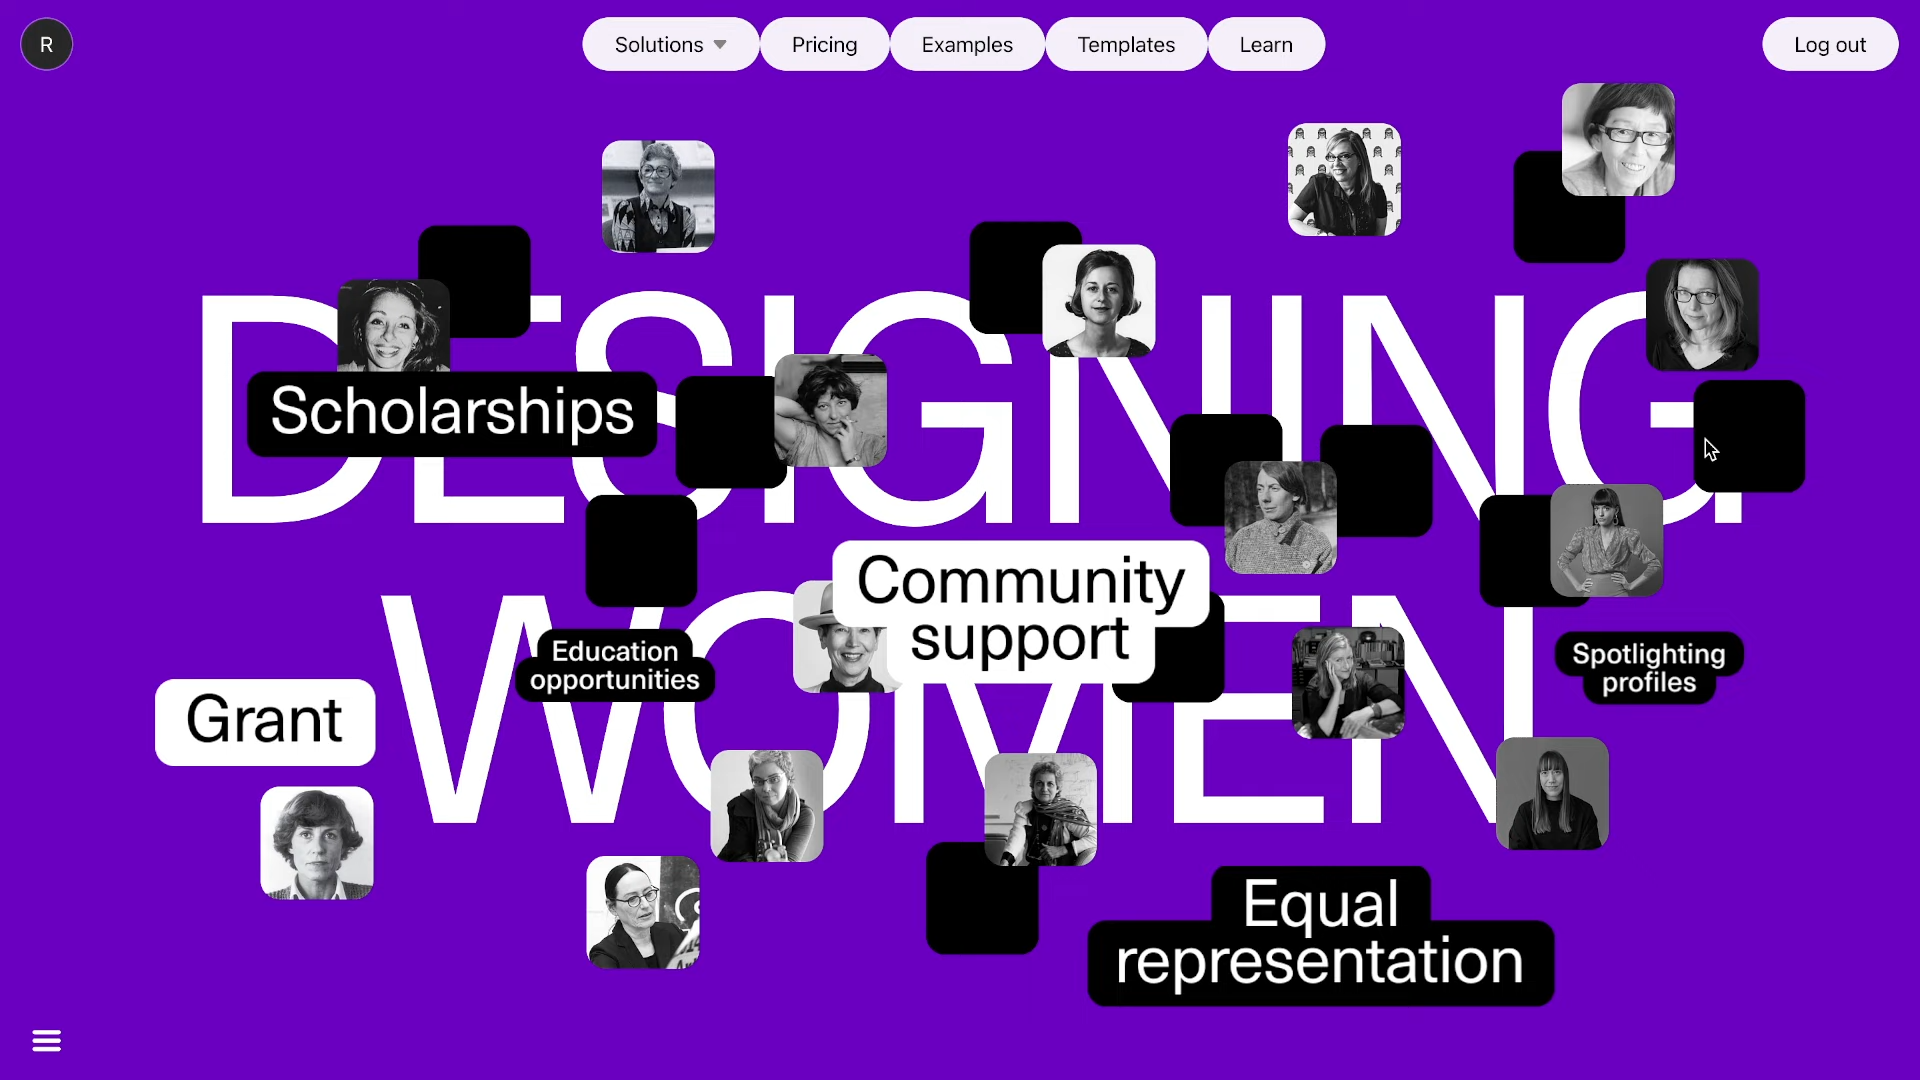 R
Solutions
Pricing
Examples
Templates
Learn
Log out
DESIGNING
Scholarships
Community
support
WOMEN
Education
opportunities
Spotlighting
profiles
Grant
Equal
representation